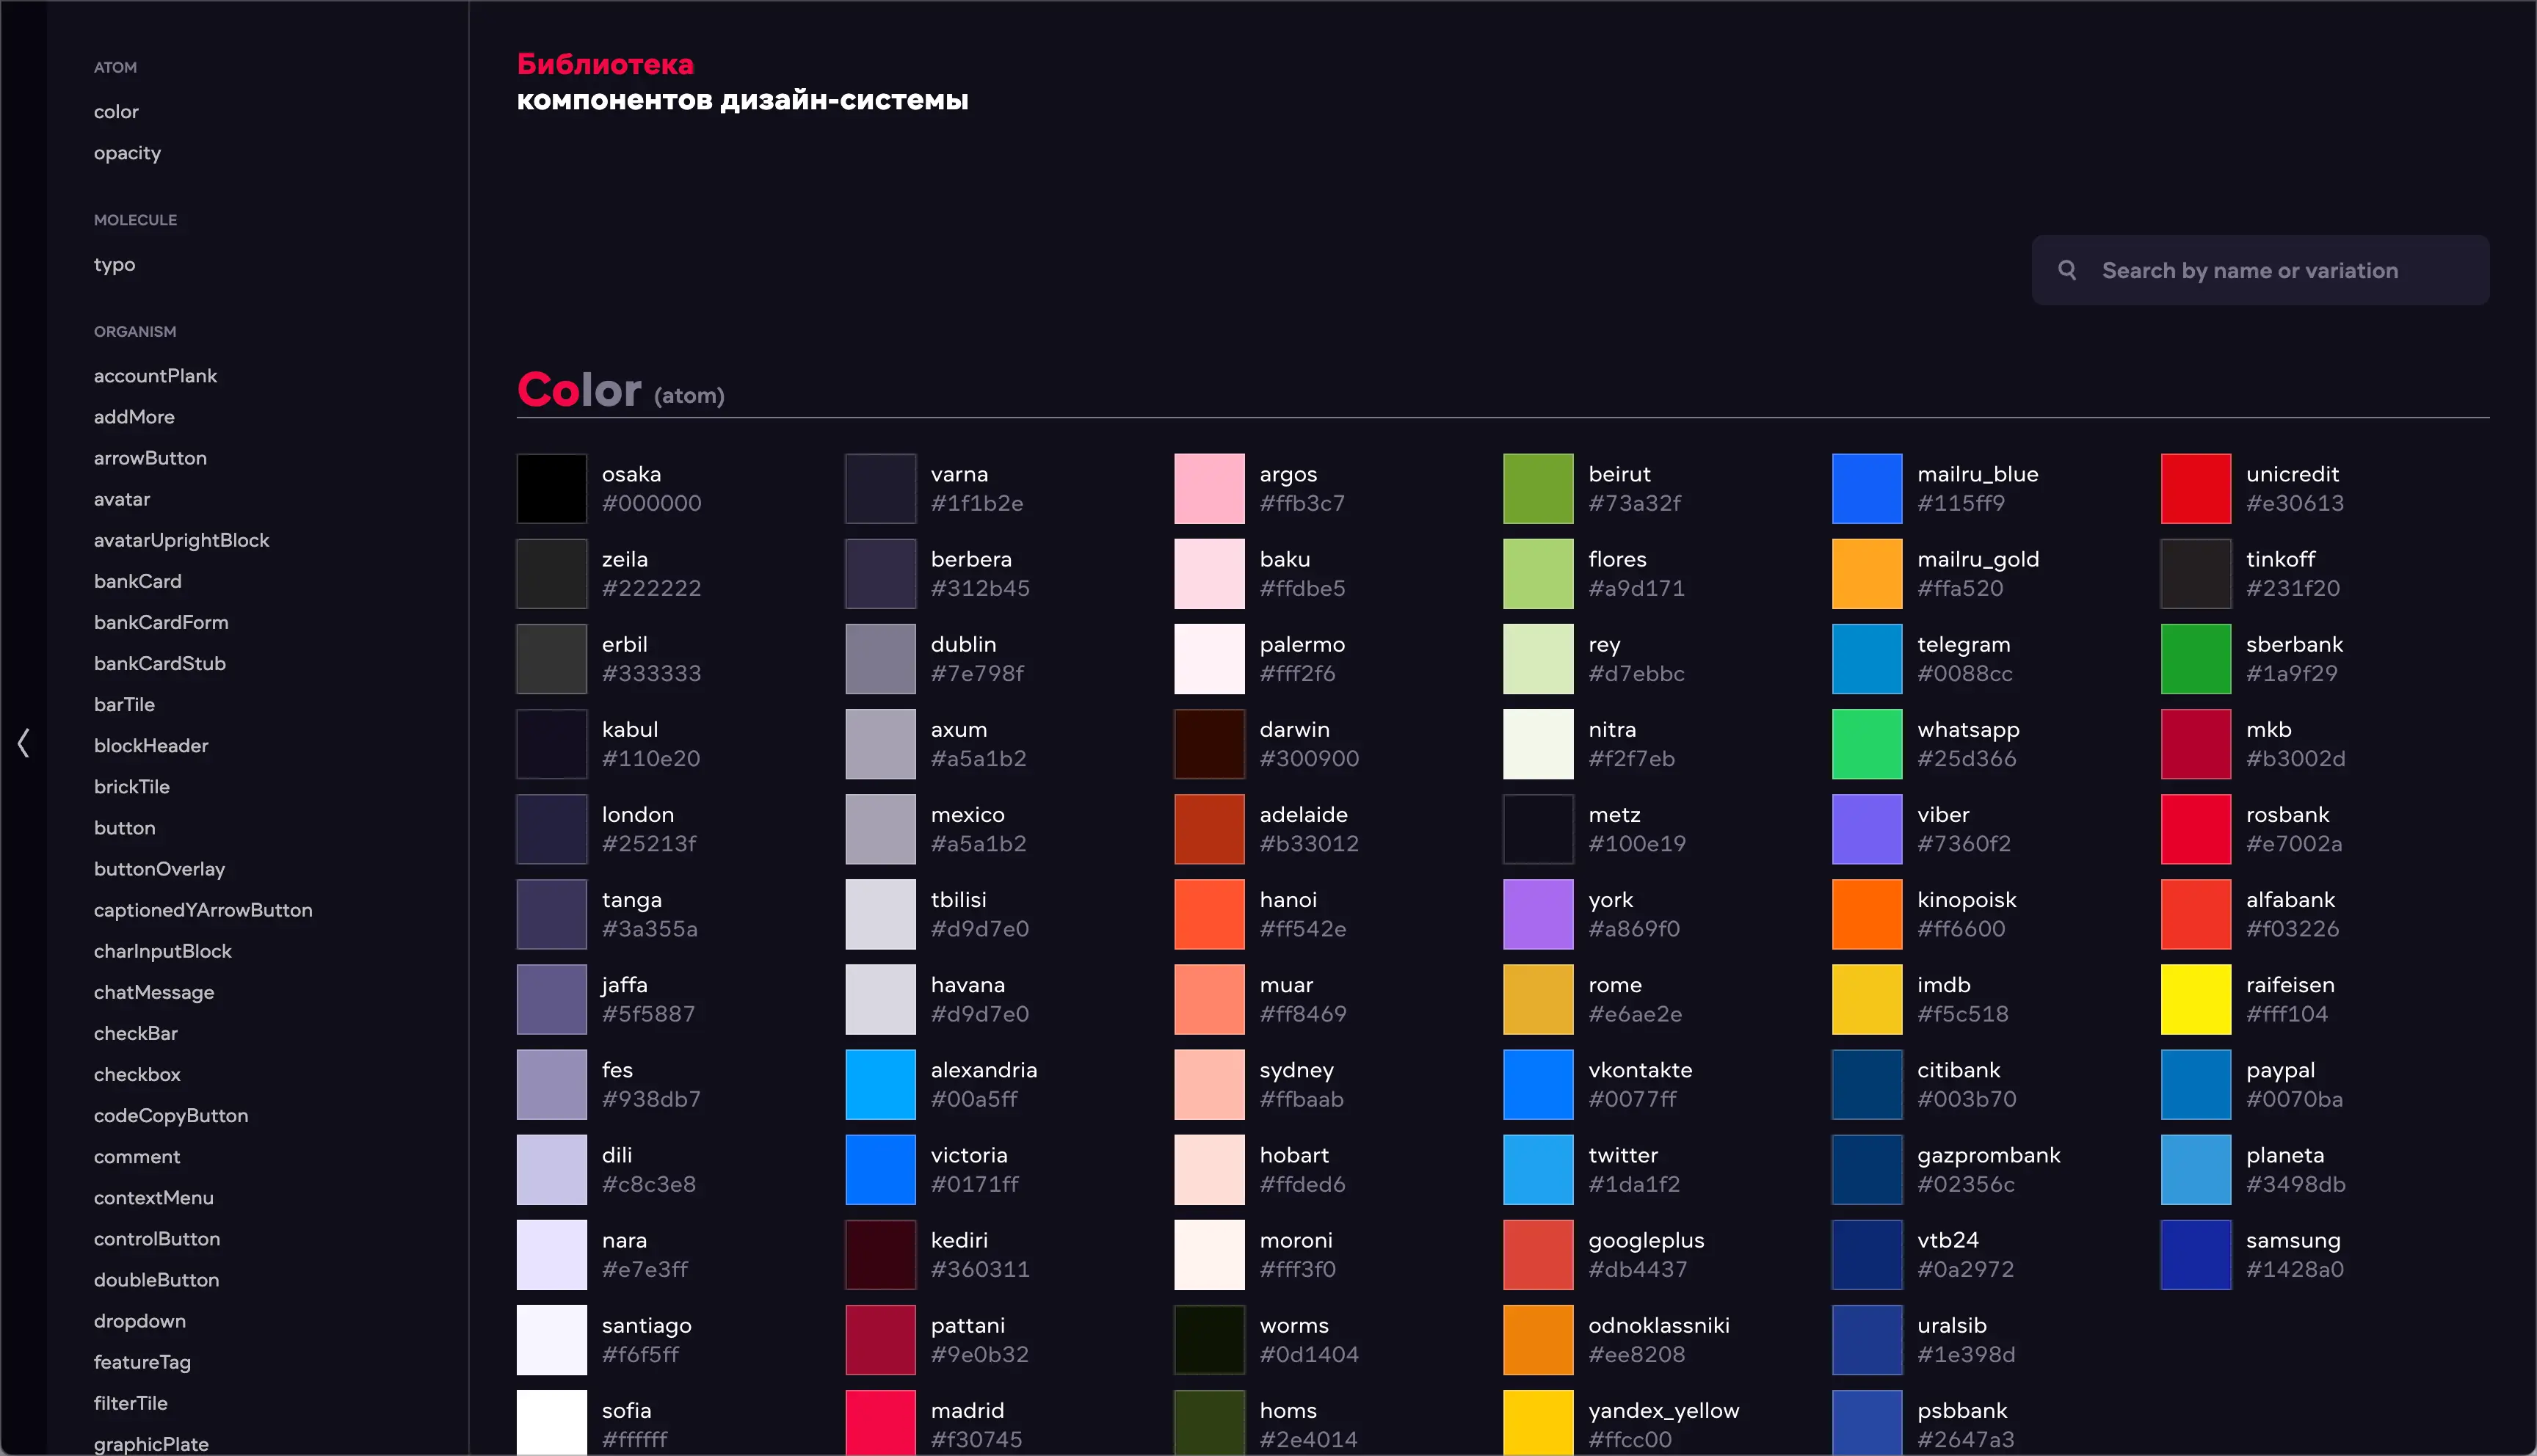 ATOM
color
opacity
MOLECULE
typo
ORGANISM
accountPlank
addMore
arrowButton
avatar
avatarUprightBlock
bankCard
bankCardForm
bankCardStub
barTile
blockHeader
brickTile
button
buttonOverlay
captionedYArrowButton
charInputBlock
chatMessage
checkBar
checkbox
codeCopyButton
comment
contextMenu
controlButton
doubleButton
dropdown
featureTag
filterTile
graphicPlate
Библиотека
компонентов дизайн-системы
Search by name or variation
Color (atom)
osaka
#000000
zeila
#222222
erbil
#333333
kabul
#110e20
london
#25213f
tanga
#3a355a
jaffa
#5f5887
fes
#938db7
dili
#c8c3e8
nara
#e7e3ff
santiago
#f6f5ff
sofia
#ffffff
varna
#1f1b2e
berbera
#312b45
dublin
#7e798f
axum
#a5a1b2
mexico
#a5a1b2
tbilisi
#d9d7e0
havana
#d9d7e0
alexandria
#00a5ff
victoria
#0171ff
kediri
#360311
pattani
#9e0b32
madrid
#f30745
argos
#ffb3c7
baku
#ffdbe5
palermo
#fff2f6
darwin
#300900
adelaide
#b33012
hanoi
#ff542e
muar
#ff8469
sydney
#ffbaab
hobart
#ffded6
moroni
#fff3f0
worms
#0d1404
homs
#2e4014
beirut
#73a32f
flores
#a9d171
rey
#d7ebbc
nitra
#f2f7eb
metz
#100e19
york
#a869f0
rome
#e6ae2e
vkontakte
#0077ff
twitter
#1da1f2
googleplus
#db4437
odnoklassniki
#ee8208
yandex_yellow
#ffcc00
mailru_blue
#115ff9
mailru_gold
#ffa520
telegram
#0088cc
whatsapp
#25d366
viber
#7360f2
kinopoisk
#ff6600
imdb
#f5c518
citibank
#003b70
gazprombank
#02356c
vtb24
#0a2972
uralsib
#1e398d
psbbank
#2647a3
unicredit
#e30613
tinkoff
#231f20
sberbank
#1a9f29
mkb
#b3002d
rosbank
#e7002a
alfabank
#f03226
raifeisen
#fff104
paypal
#0070ba
planeta
#3498db
samsung
#1428a0